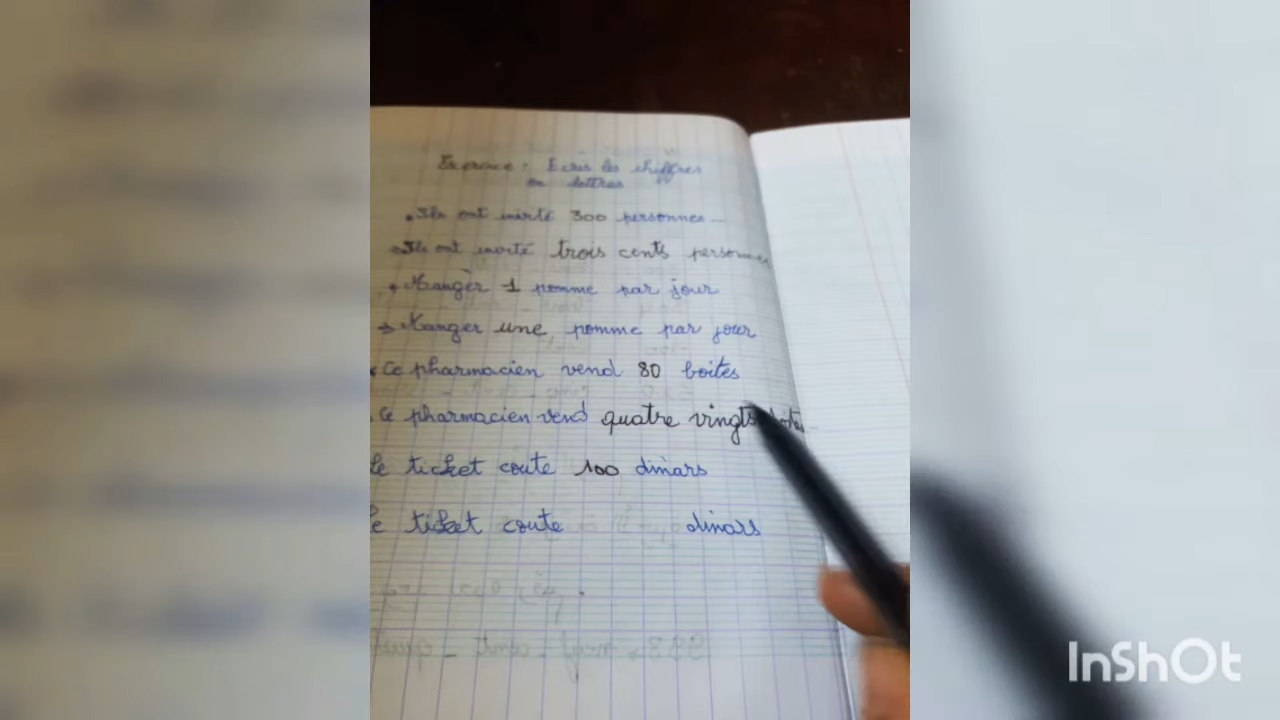 Exercice - Ecris les chiffres
en lettres
• Ils ont invité 300 personnes
Ils ont invité trois cents personnes
• Mangèr 1 pomme par jour
→ Manger une pomme par jour
Ce pharmacien vend 80 boites
Ce pharmacien vend quatre vingts
Le ticket coute 100 dinars
Le ticket coute dinars
InShOt